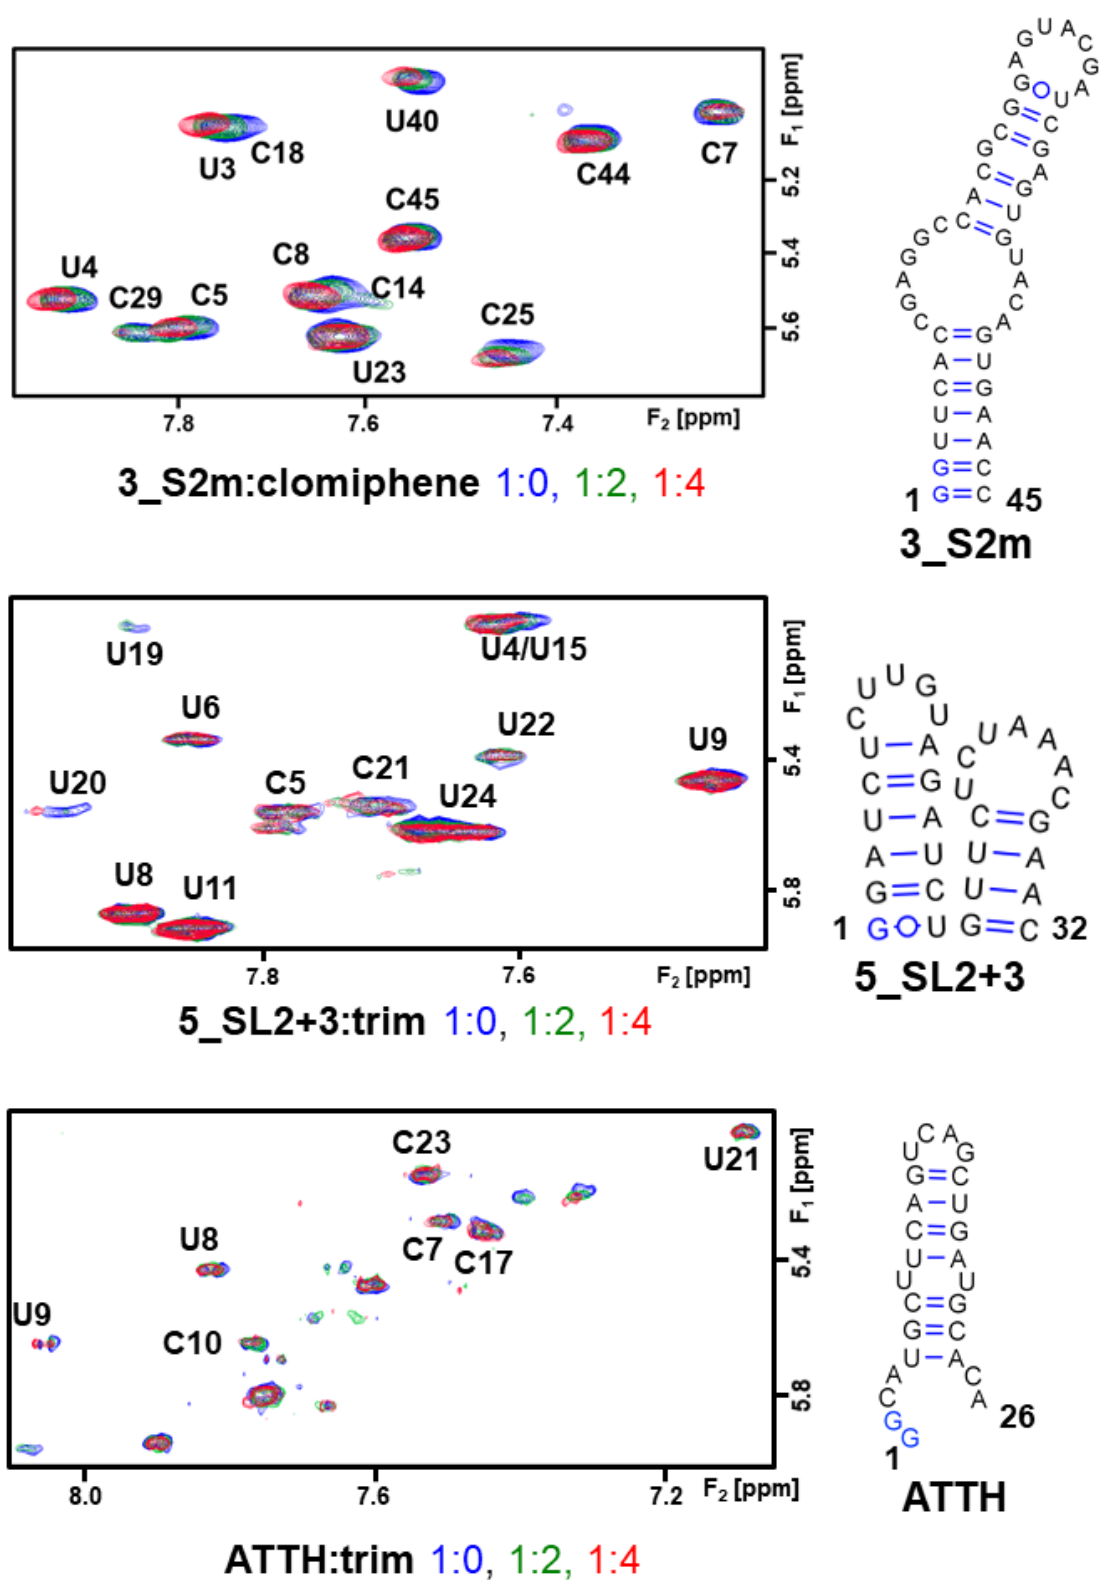 U40
U3
C18
C44
C7
C45
U4
C8
C14
C29
C5
C25
U23
5.2
5.4
5.6
F1 [ppm]
7.8
7.6
7.4
F2 [ppm]
3_S2m:clomiphene 1:0, 1:2, 1:4
G U A C
A G
G A
O U
G C
C G
G A
C G
A U
C G
C U
G A
G C
A A
G
C
C G
A U
C G
U A
U A
G C
1 G C 45
3_S2m
U19
U4/U15
U6
U22
U9
U20
C5
C21
U24
U8
U11
F1 [ppm]
5.4
5.8
7.8
7.6
F2 [ppm]
5_SL2+3:trim 1:0, 1:2, 1:4
U U G
C U
U A
C G
U A
A U
G C
1 G O U
U A A
C A
U C
C G
U A
U A
G C 32
5_SL2+3
C23
U21
U8
C7
C17
U9
C10
F1 [ppm]
5.4
5.8
8.0
7.6
7.2
F2 [ppm]
ATTH:trim 1:0, 1:2, 1:4
C A
U G
G C
A U
C G
U A
U U
C G
G C
U A
A C
C A
G 26
G
1
ATTH